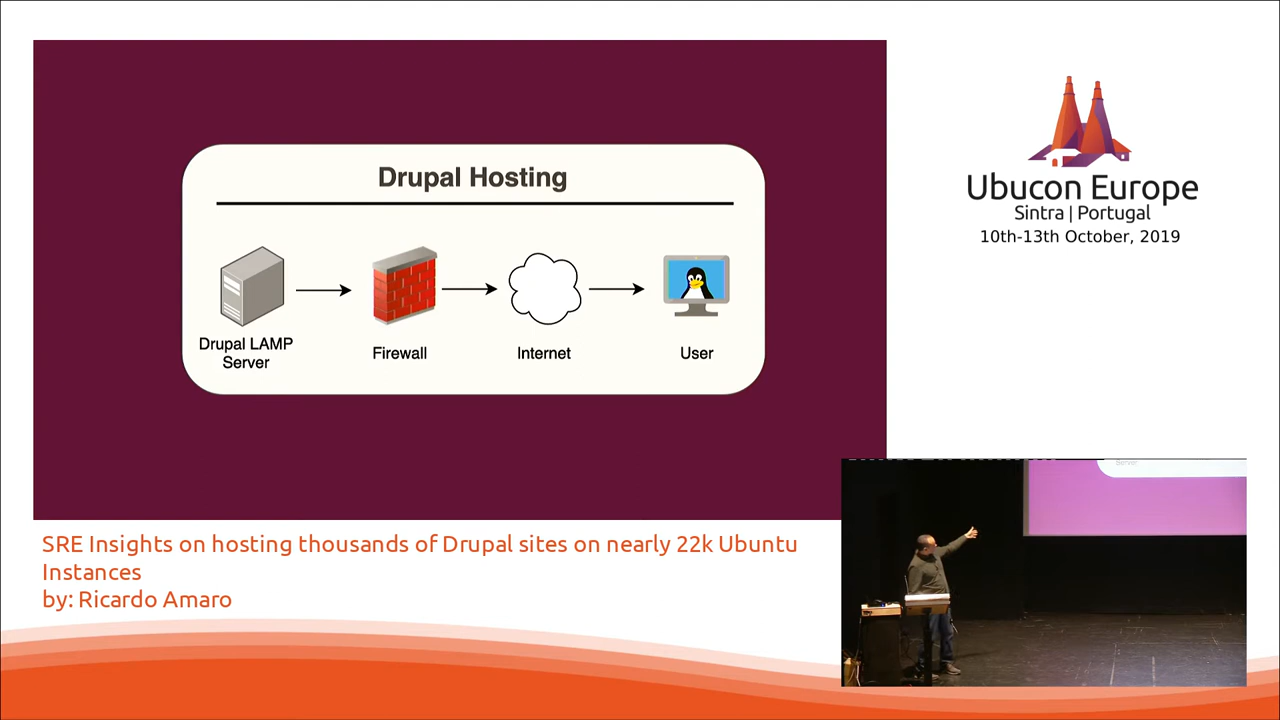 Drupal Hosting
Drupal LAMP
Server
Firewall
Internet
User
Ubucon Europe
Sintra | Portugal
10th-13th October, 2019
SRE Insights on hosting thousands of Drupal sites on nearly 22k Ubuntu
Instances
by: Ricardo Amaro
Server